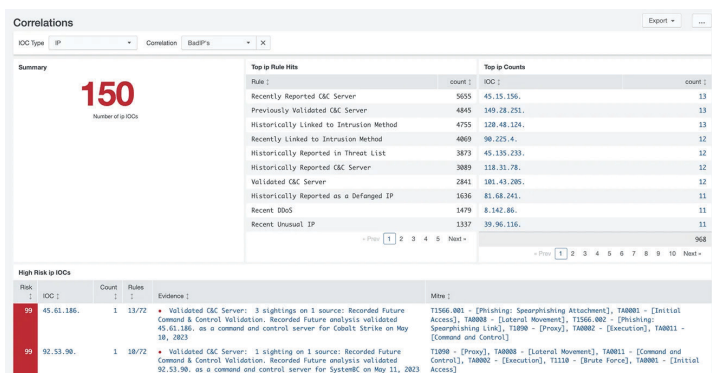 Correlations
Export
...
IOC Type IP Correlation BadIP's ×
Summary
150
Number of ip IOCs
Top ip Rule Hits
Rule count
Recently Reported C&C Server 5655
Previously Validated C&C Server 4845
Historically Linked to Intrusion Method 4755
Recently Linked to Intrusion Method 4069
Historically Reported in Threat List 3873
Historically Reported C&C Server 3089
Validated C&C Server 2841
Historically Reported as a Defanged IP 1636
Recent DDoS 1479
Recent Unusual IP 1337
« Prev 1 2 3 4 5 Next »
Top ip Counts
IOC count
45.15.156. 13
149.28.251. 13
120.48.124. 13
90.225.4. 12
45.135.233. 12
118.31.78. 12
101.43.205. 12
81.68.241. 11
8.142.86. 11
39.96.116. 11
968
« Prev 1 2 3 4 5 6 7 8 9 10 Next »
High Risk ip IOCs
Risk IOC Count Rules Evidence Mitre
99 45.61.186. 1 13/72
• Validated C&C Server: 3 sightings on 1 source: Recorded Future
Command & Control Validation. Recorded Future analysis validated
45.61.186. as a command and control server for Cobalt Strike on May
10, 2023
T1566.001 - [Phishing: Spearphishing Attachment], TA0001 - [Initial
Access], TA0008 - [Lateral Movement], T1566.002 - [Phishing:
Spearphishing Link], T1090 - [Proxy], TA0002 - [Execution], TA0011 -
[Command and Control]
99 92.53.90. 1 10/72
• Validated C&C Server: 1 sighting on 1 source: Recorded Future
Command & Control Validation. Recorded Future analysis validated
92.53.90. as a command and control server for SystemBC on May 11, 2023
T1090 - [Proxy], TA0008 - [Lateral Movement], TA0011 - [Command and
Control], TA0002 - [Execution], T1110 - [Brute Force], TA0001 - [Initial
Access]